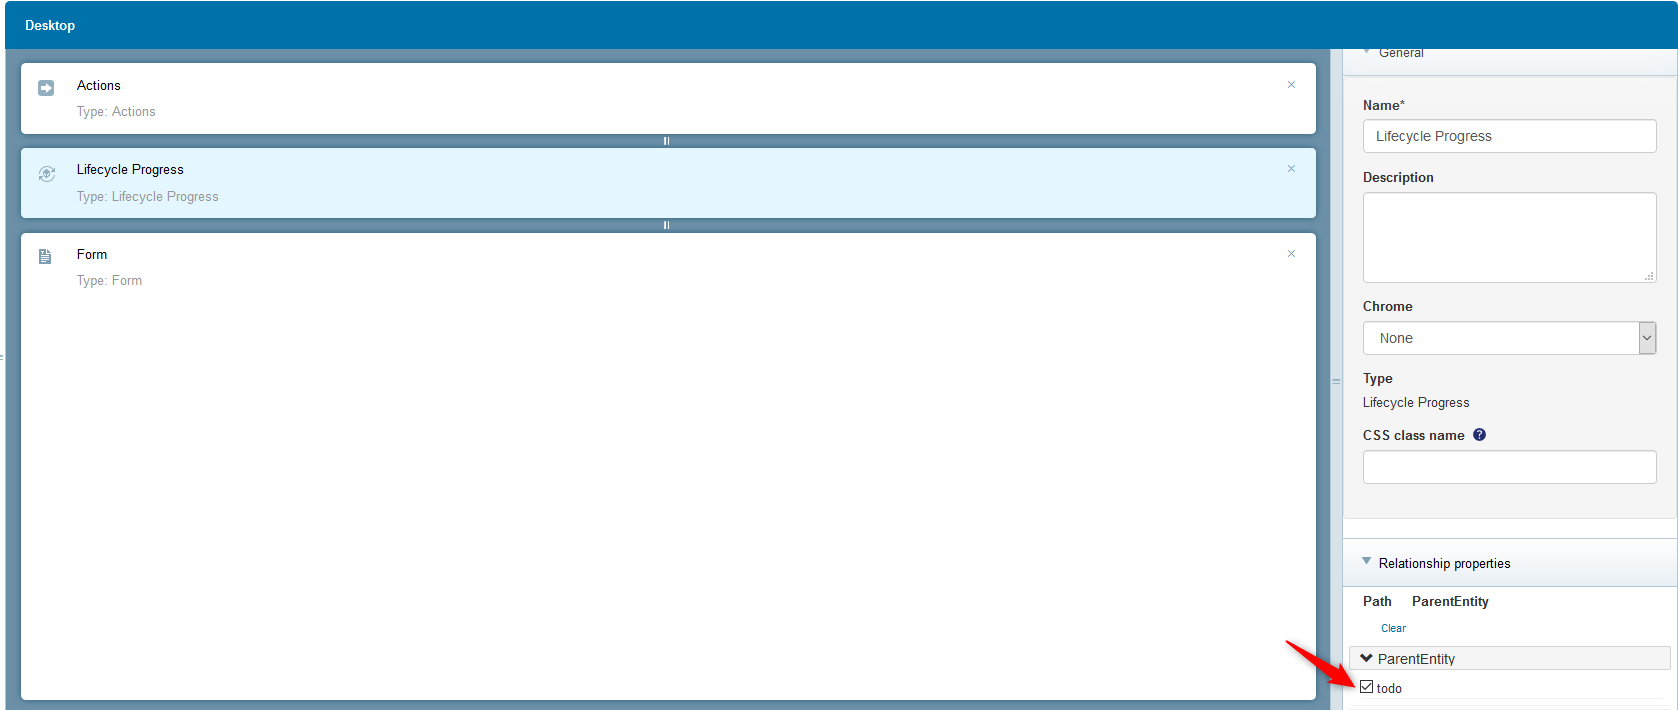 Desktop
Actions
Type: Actions
Lifecycle Progress
Type: Lifecycle Progress
Form
Type: Form
General
Name*
Lifecycle Progress
Description
Chrome
None
Type
Lifecycle Progress
CSS class name
Relationship properties
Path ParentEntity
Clear
ParentEntity
todo